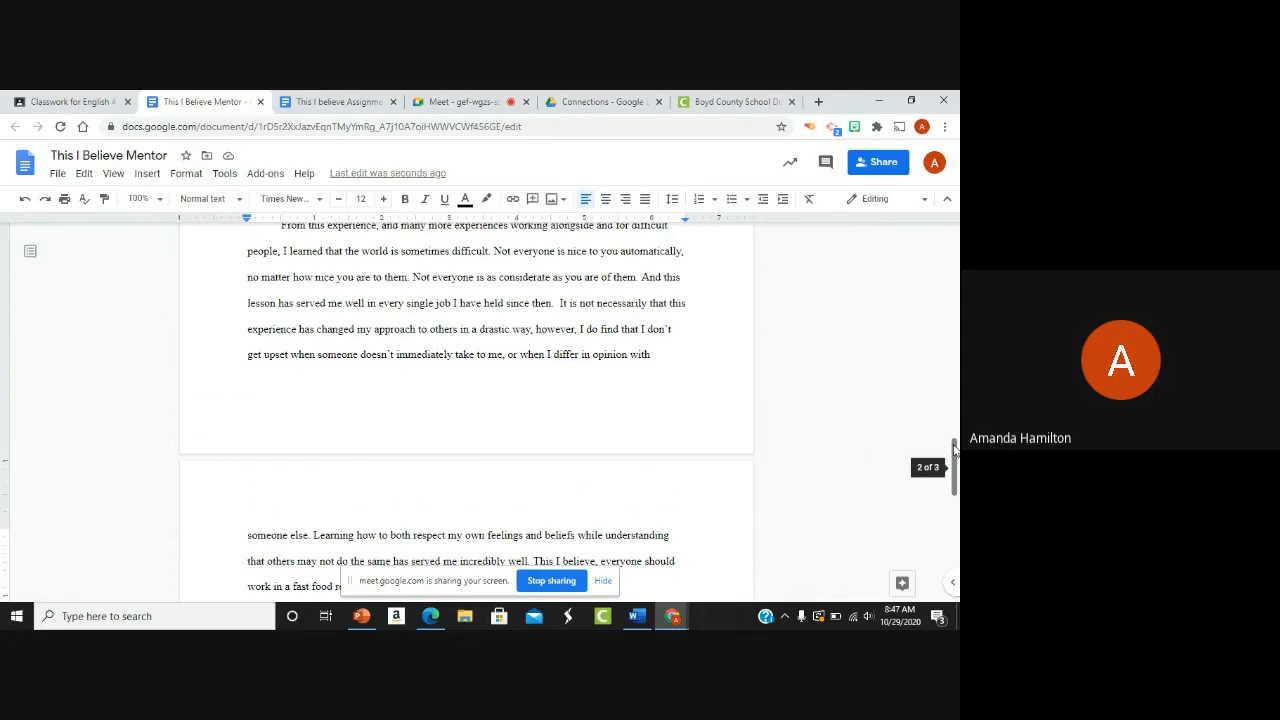 Classwork for English 4
This I Believe Mentor -
This I believe Assignme
Meet - gef-wgzs-s
Connections - Google
Boyd County School Di
docs.google.com/document/d/1rD5r2XxJazvEqnTMyYmRg_A7j10A7oiHWWVCWf456GE/edit
This I Believe Mentor
File Edit View Insert Format Tools Add-ons Help Last edit was seconds ago
Share
A
100% Normal text Times New... 12 B I U A Editing
1 1 2 3 4 5 6 7
From this experience, and many more experiences working alongside and for difficult
people, I learned that the world is sometimes difficult. Not everyone is nice to you automatically,
no matter how nice you are to them. Not everyone is as considerate as you are of them. And this
lesson has served me well in every single job I have held since then. It is not necessarily that this
experience has changed my approach to others in a drastic way, however, I do find that I don't
get upset when someone doesn't immediately take to me, or when I differ in opinion with
A
Amanda Hamilton
2 of 3
someone else. Learning how to both respect my own feelings and beliefs while understanding
that others may not do the same has served me incredibly well. This I believe, everyone should
work in a fast food
meet.google.com is sharing your screen. Stop sharing Hide
Type here to search
8:47 AM
10/29/2020
3